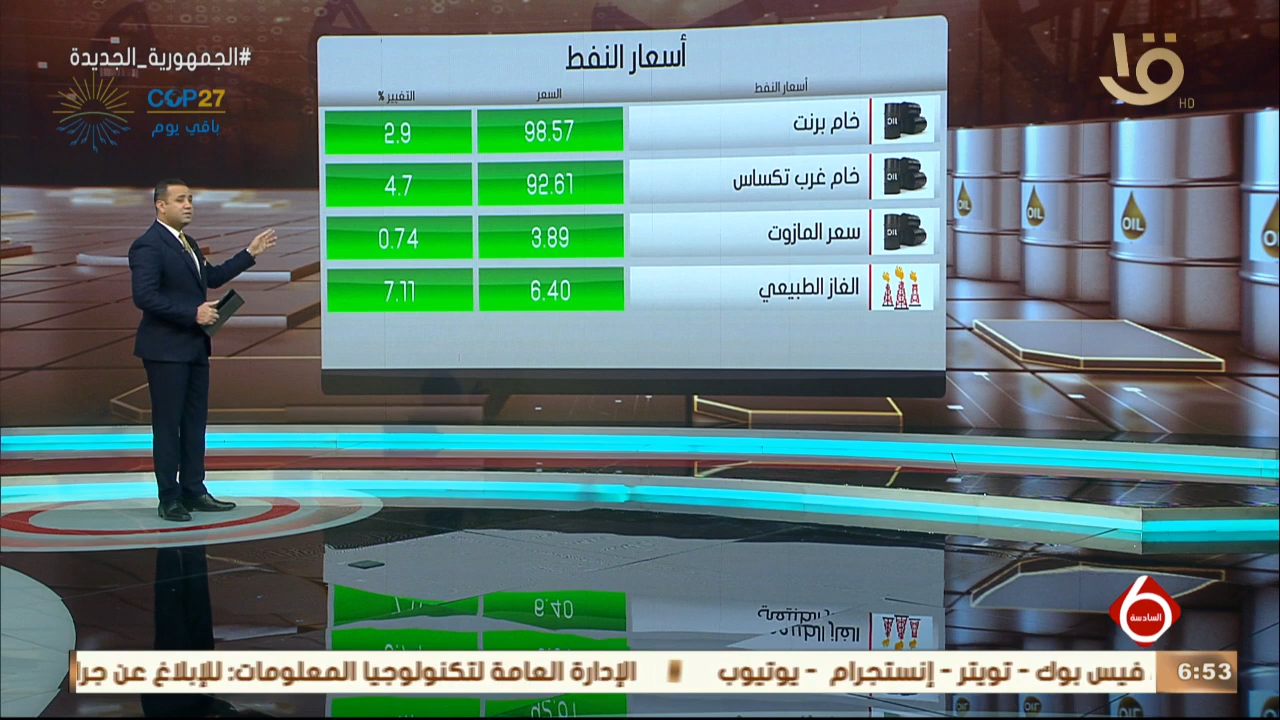 #الجمهورية_الجديدة
COP27
باقي يوم
HD
أسعار النفط
أسعار النفط السعر التغيير %
خام برنت 98.57 2.9
خام غرب تكساس 92.61 4.7
سعر المازوت 3.89 0.74
الغاز الطبيعي 6.40 7.11
OIL
OIL
OIL
6
السادسة
6:53
فيس بوك - تويتر - إنستجرام - يوتيوب
الإدارة العامة لتكنولوجيا المعلومات: للإبلاغ عن جرا